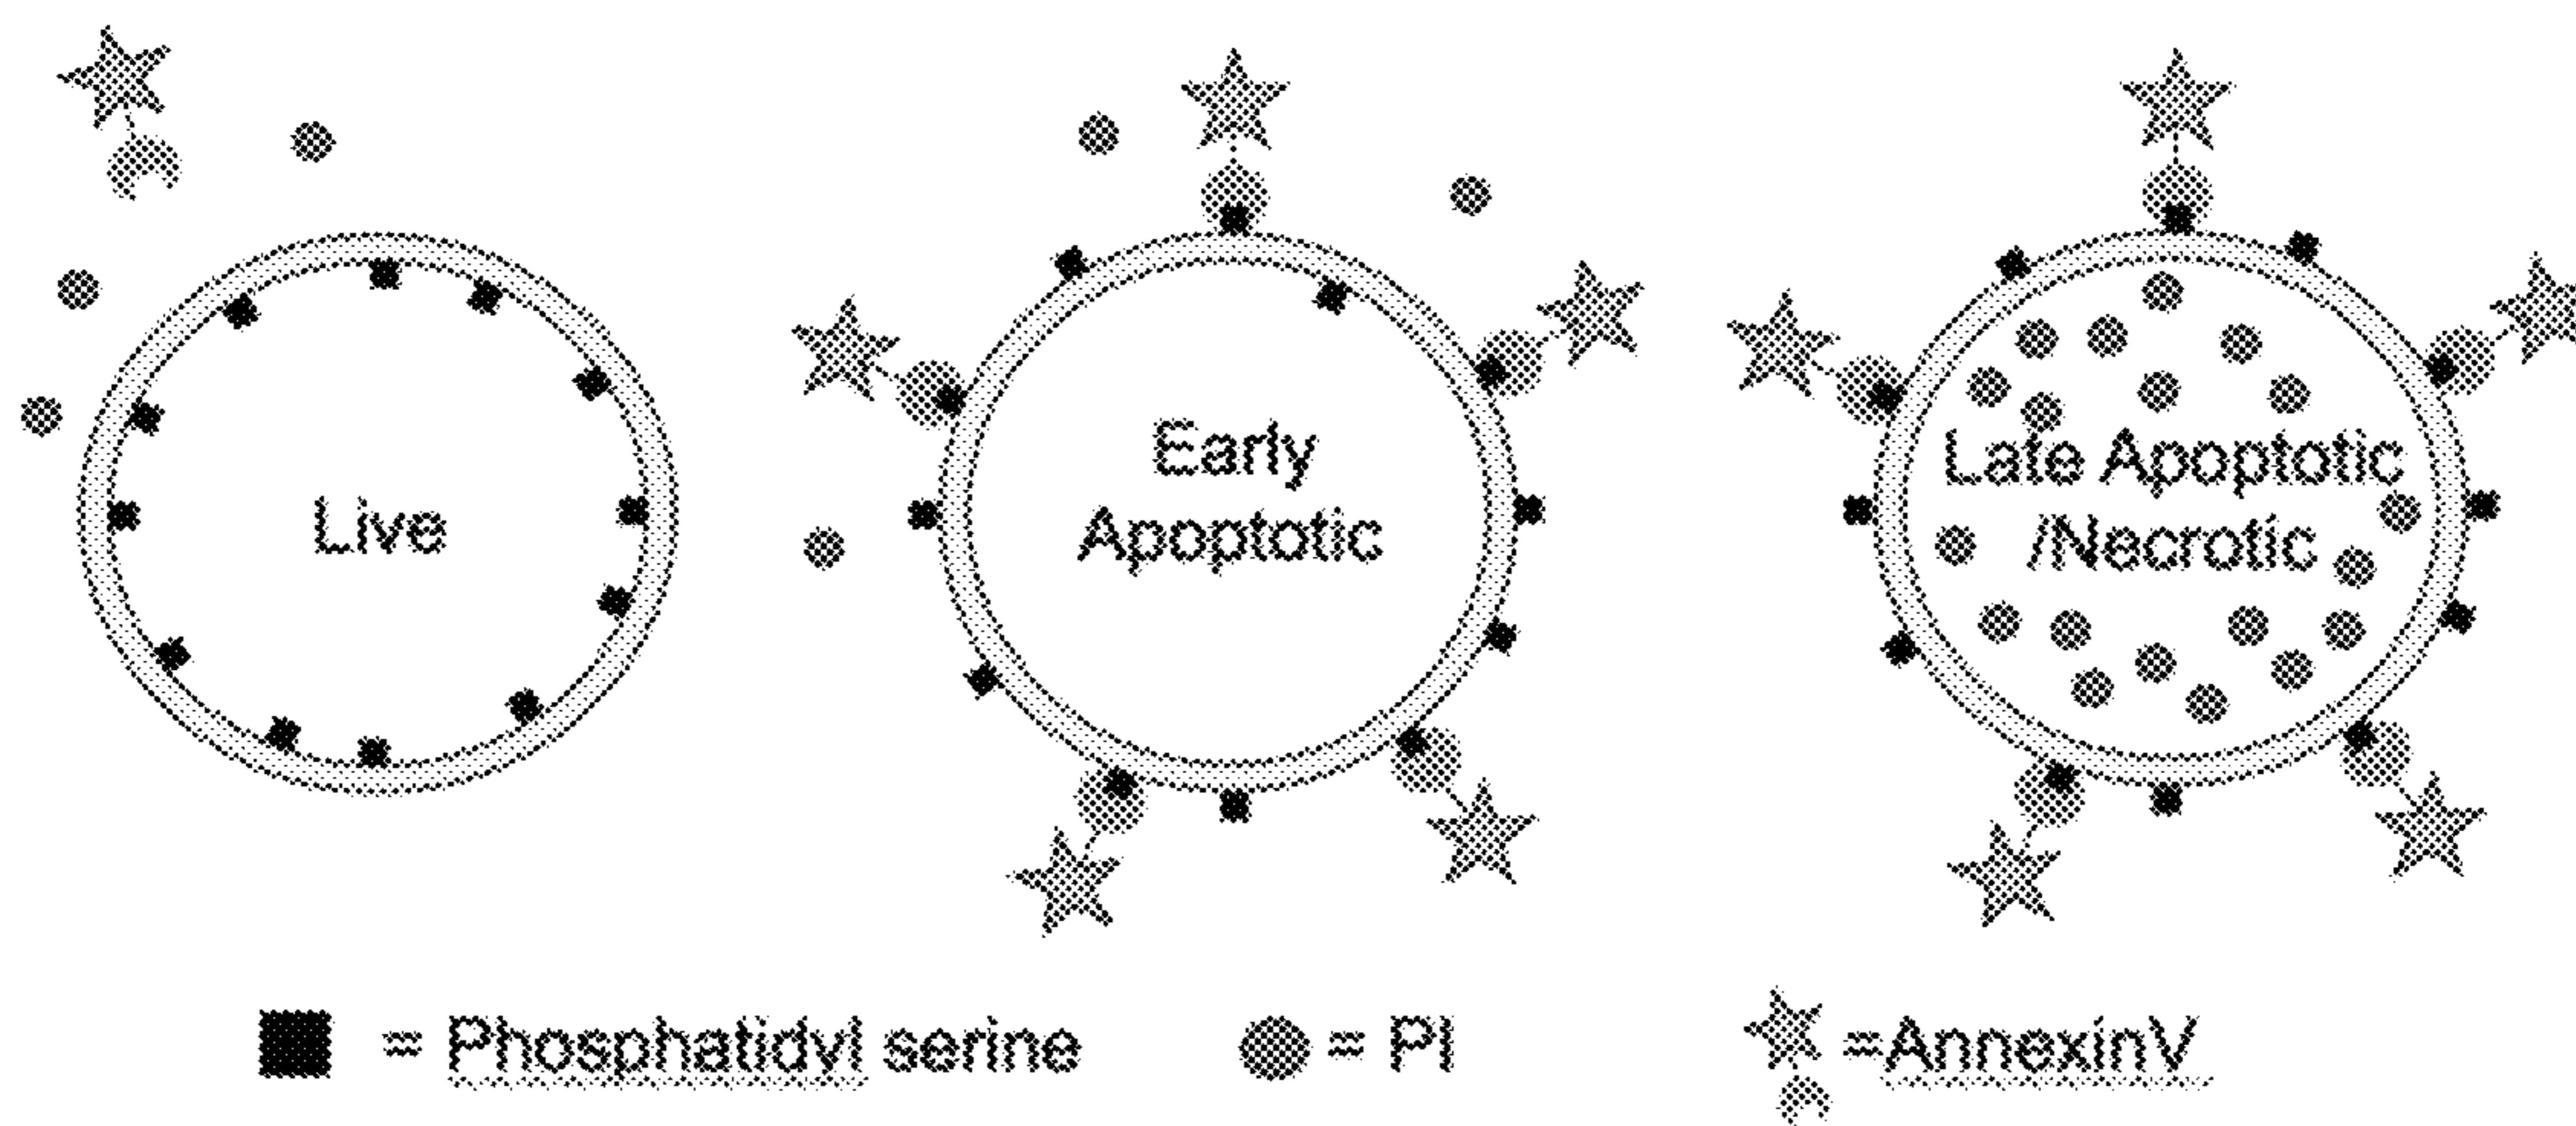 Live
Early
Apoptotic
Late Apoptotic
/Necrotic
= Phosphatidyl serine
= PI
=AnnexinV